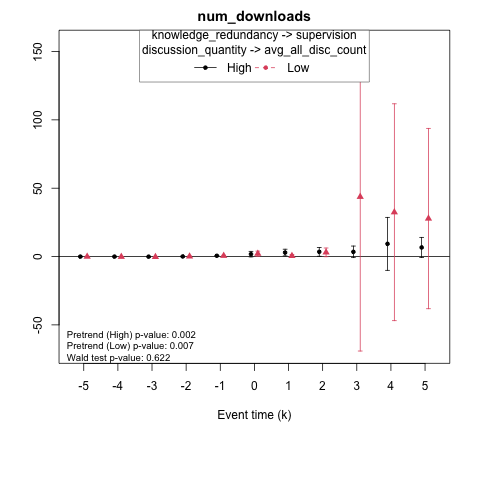 num_downloads
knowledge_redundancy -> supervision
discussion_quantity -> avg_all_disc_count
High Low
150
100
50
0
-50
Pretrend (High) p-value: 0.002
Pretrend (Low) p-value: 0.007
Wald test p-value: 0.622
-5 -4 -3 -2 -1 0 1 2 3 4 5
Event time (k)